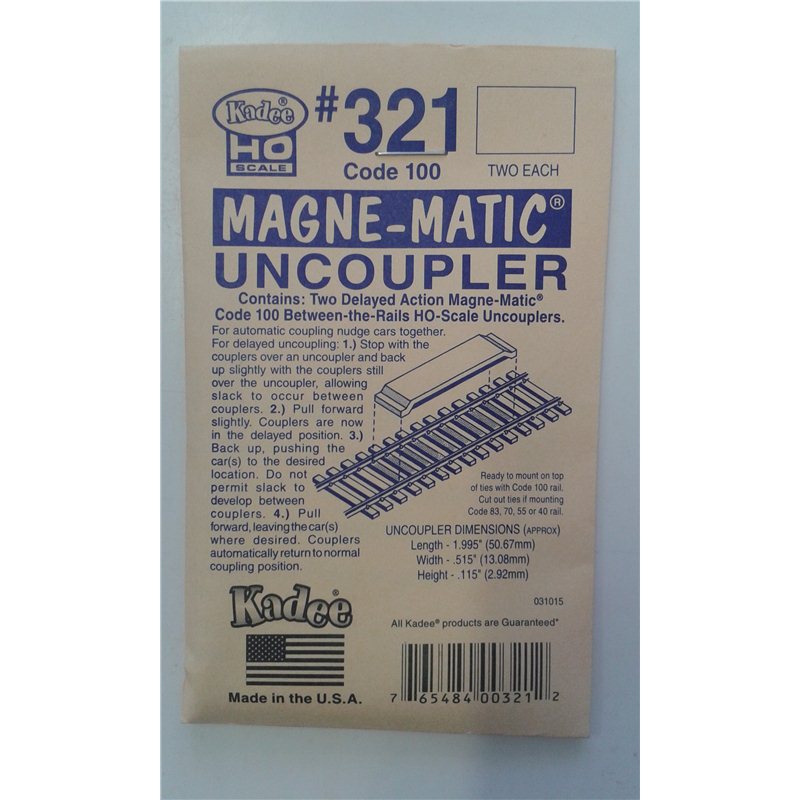 Kadee®
HO
SCALE
#321
Code 100
TWO EACH
MAGNE-MATIC®
UNCOUPLER
Contains: Two Delayed Action Magne-Matic®
Code 100 Between-the-Rails HO-Scale Uncouplers.
For automatic coupling nudge cars together.
For delayed uncoupling: 1.) Stop with the
couplers over an uncoupler and back
up slightly with the couplers still
over the uncoupler, allowing
slack to occur between
couplers. 2.) Pull forward
slightly. Couplers are now
in the delayed position. 3.)
Back up, pushing the
car(s) to the desired
location. Do not
permit slack to
develop between
couplers. 4.) Pull
forward, leaving the car(s)
where desired. Couplers
automatically return to normal
coupling position.
Ready to mount on top
of ties with Code 100 rail.
Cut out ties if mounting
Code 83, 70, 55 or 40 rail.
UNCOUPLER DIMENSIONS (APPROX)
Length - 1.995" (50.67mm)
Width - .515" (13.08mm)
Height - .115" (2.92mm)
031015
Kadee®
All Kadee® products are Guaranteed"
Made in the U.S.A.
7 65484 00321 2